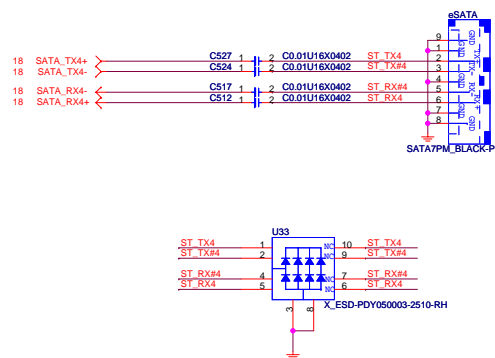 eSATA
9 GND
1 GND
18 SATA_TX4+ C527 1 2 C0.01U16X0402 ST_TX4 2 TX+
18 SATA_TX4- C524 1 2 C0.01U16X0402 ST_TX#4 3 TX-
4 GND
18 SATA_RX4- C517 1 2 C0.01U16X0402 ST_RX#4 5 RX-
18 SATA_RX4+ C512 1 2 C0.01U16X0402 ST_RX4 6 RX+
7 GND
8 GND
SATA7PM_BLACK-P
U33
ST_TX4 1 NC 10 ST_TX4
ST_TX#4 2 NC 9 ST_TX#4
ST_RX#4 4 NC 7 ST_RX#4
ST_RX4 5 NC 6 ST_RX4
3 8
X_ESD-PDY050003-2510-RH